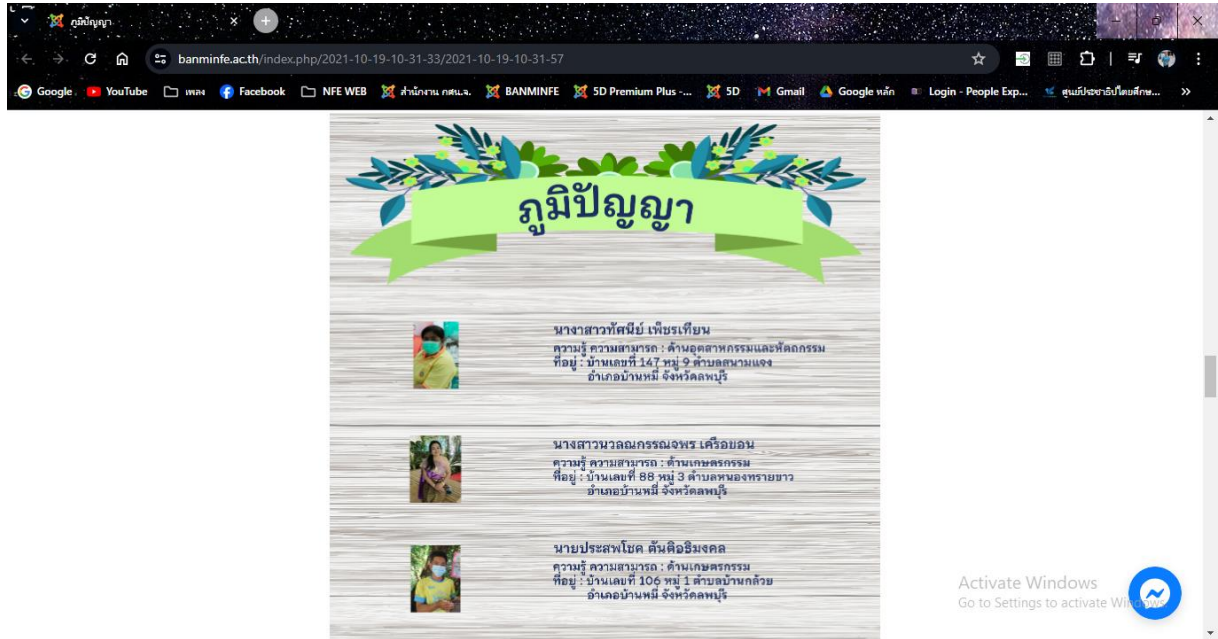 ภูมิปัญญา
banminfe.ac.th/index.php/2021-10-19-10-31-33/2021-10-19-10-31-57
Google YouTube เพลง Facebook NFE WEB สำนักงาน กศน.จ. BANMINFE 5D Premium Plus -... 5D Gmail Google หลัก Login - People Exp... ศูนย์ประชาธิปไตยศึกษ...
ภูมิปัญญา
นางาสาวทัศนีย์ เพ็ชรเทียน
ความรู้ ความสามารถ : ด้านอุตสาหกรรมและหัตถกรรม
ที่อยู่ : บ้านเลขที่ 147 หมู่ 9 ตำบลสนามแจง
อำเภอบ้านหมี่ จังหวัดลพบุรี
นางสาวนวลณกรรณจพร เครือขอน
ความรู้ ความสามารถ : ด้านเกษตรกรรม
ที่อยู่ : บ้านเลขที่ 88 หมู่ 3 ตำบลหนองทรายขาว
อำเภอบ้านหมี่ จังหวัดลพบุรี
นายประสพโชค ตันติอธิมงคล
ความรู้ ความสามารถ : ด้านเกษตรกรรม
ที่อยู่ : บ้านเลขที่ 106 หมู่ 1 ตำบลบ้านกล้วย
อำเภอบ้านหมี่ จังหวัดลพบุรี
Activate Windows
Go to Settings to activate Windows.